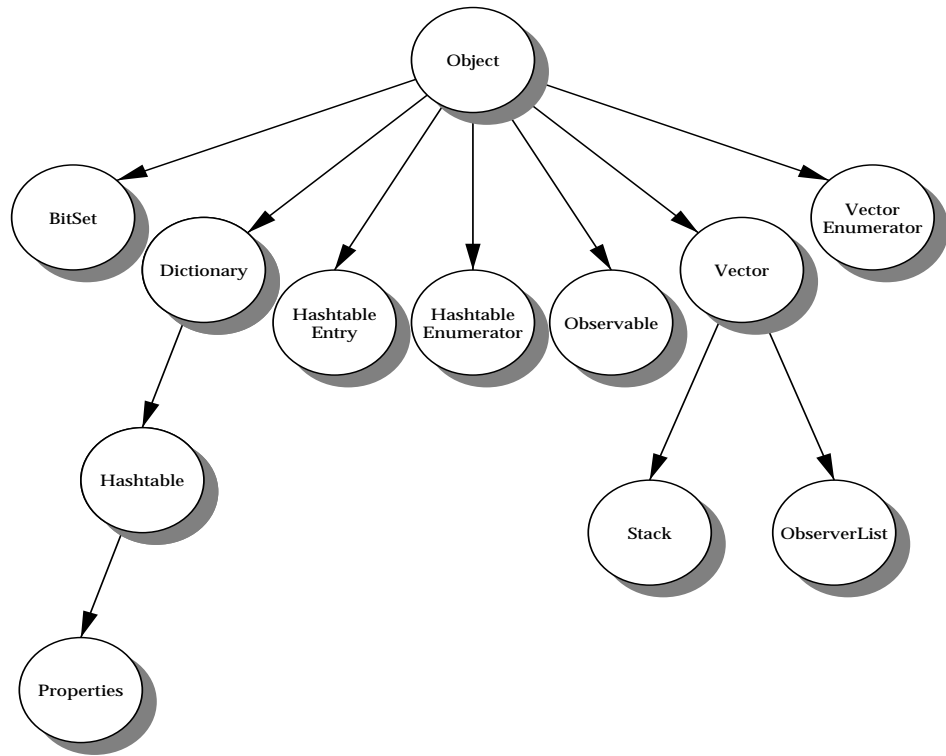 Object
BitSet
Vector
Enumerator
Dictionary
Vector
Hashtable
Entry
Hashtable
Enumerator
Observable
Hashtable
Stack
ObserverList
Properties